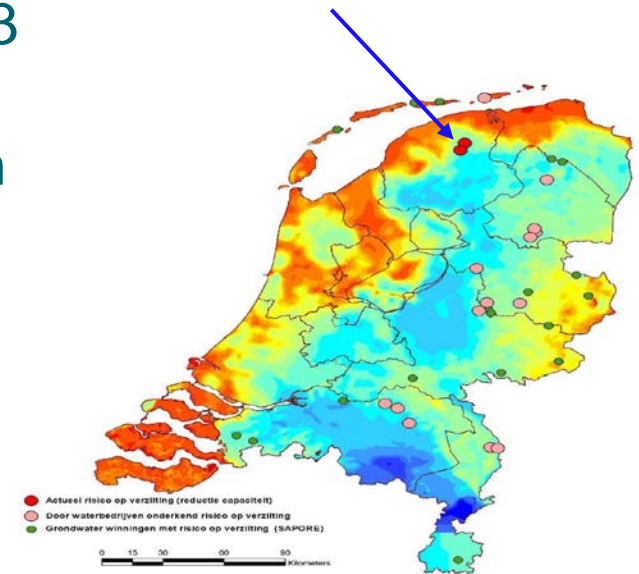 3
n
Actueel risico op verzilting (reductie capaciteit)
Door waterbedrijven onderkend risico op verzilting
Grondwater winningen met risico op verzilting (SAPORE)
0 15 30 60 90
Kilometers